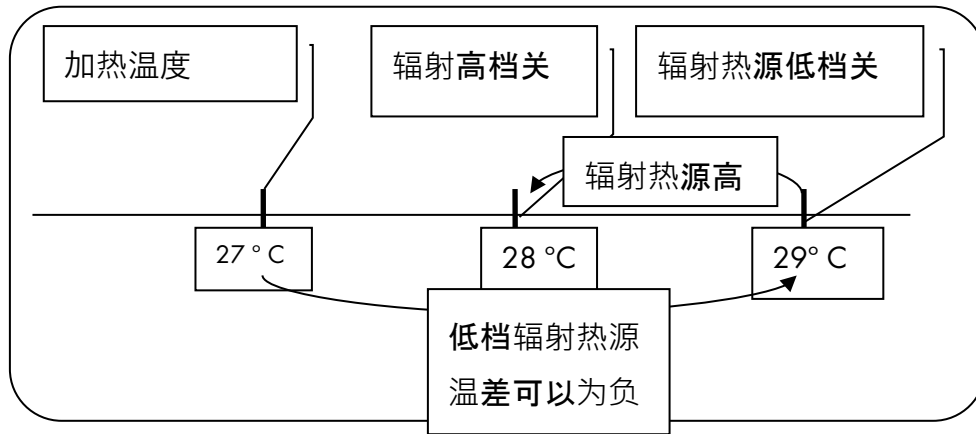 加热温度
辐射高档关
辐射热源低档关
辐射热源高
27 ° C
28 °C
29° C
低档辐射热源
温差可以为负